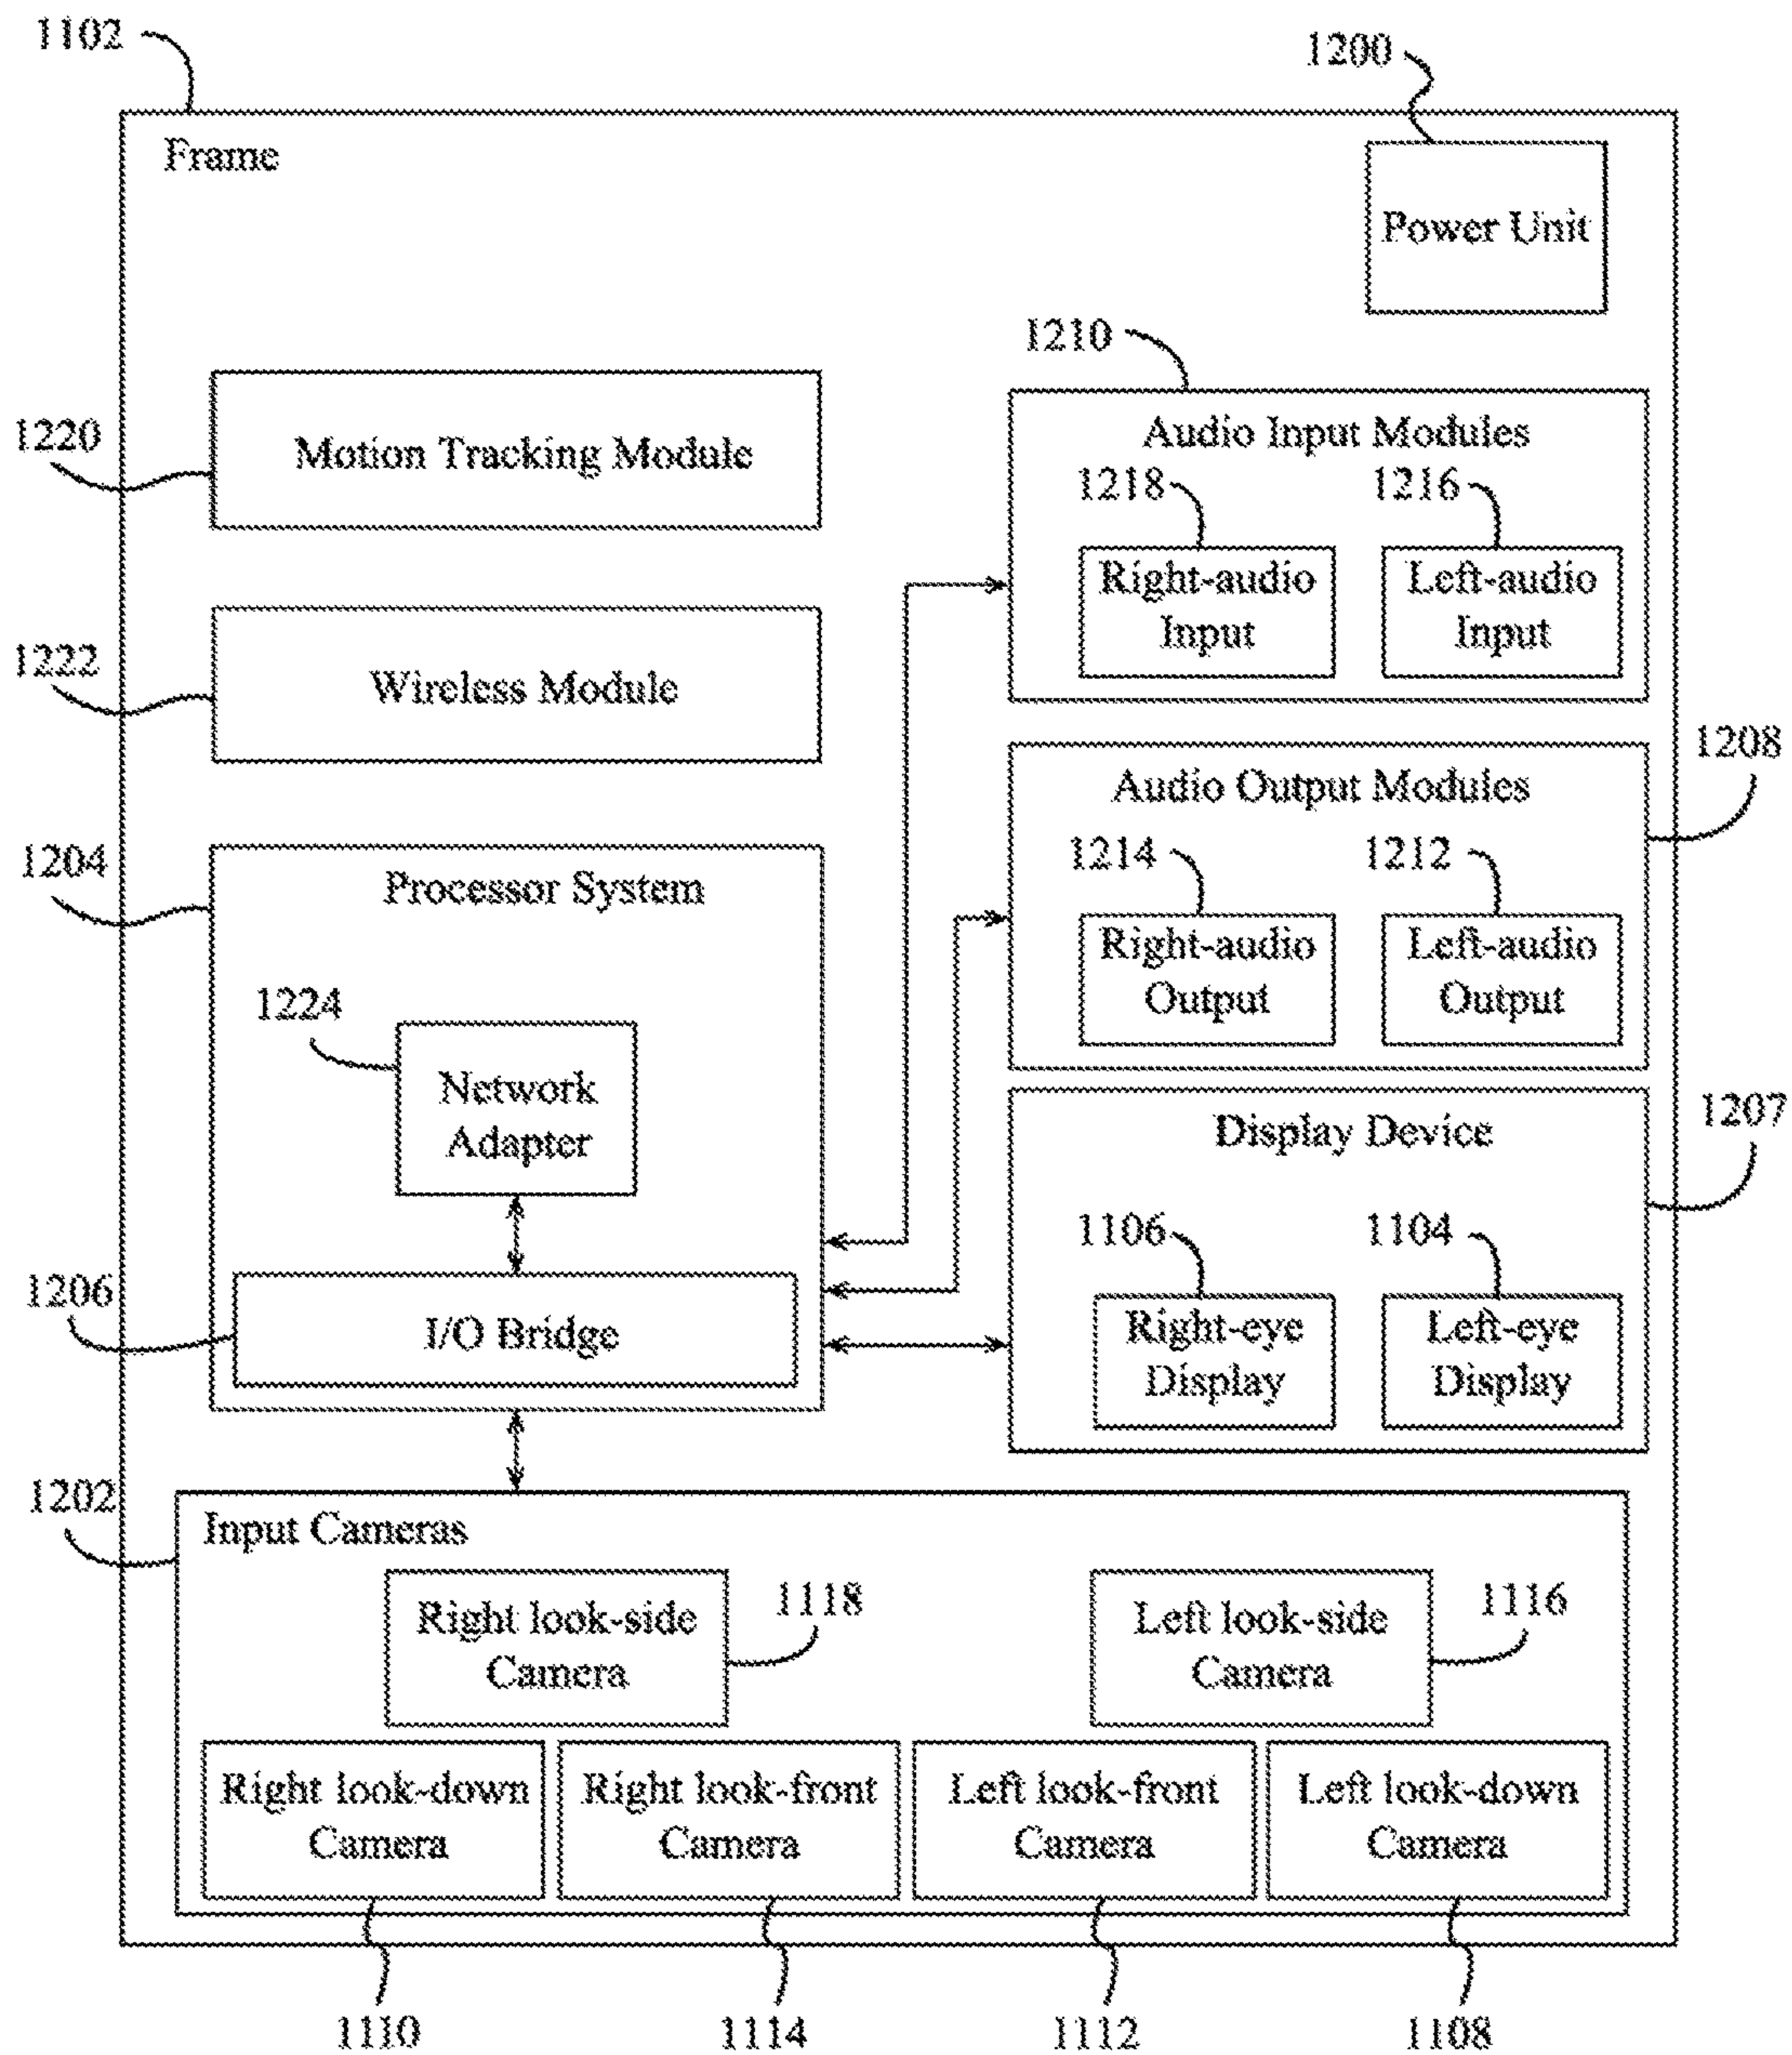 1102
1200
Frame
Power Unit
1210
1220
Motion Tracking Module
Audio Input Modules
1218
1216
Right-audio
Input
Left-audio
Input
1222
Wireless Module
1208
Audio Output Modules
1214
1212
Right-audio
Output
Left-audio
Output
1204
Processor System
1224
Network
Adapter
1207
Display Device
1106
1104
Right-eye
Display
Left-eye
Display
1206
I/O Bridge
1202
Input Cameras
Right look-side
Camera
1118
Left look-side
Camera
1116
Right look-down
Camera
Right look-front
Camera
Left look-front
Camera
Left look-down
Camera
1110
1114
1112
1108